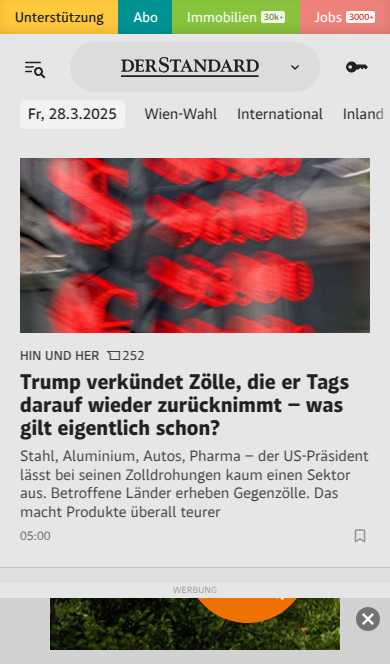 Unterstützung Abo Immobilien 30k+ Jobs 3000+
DERSTANDARD
Fr, 28.3.2025 Wien-Wahl International Inland
HIN UND HER 252
Trump verkündet Zölle, die er Tags
darauf wieder zurücknimmt – was
gilt eigentlich schon?
Stahl, Aluminium, Autos, Pharma – der US-Präsident
lässt bei seinen Zolldrohungen kaum einen Sektor
aus. Betroffene Länder erheben Gegenzölle. Das
macht Produkte überall teurer
05:00
WERBUNG